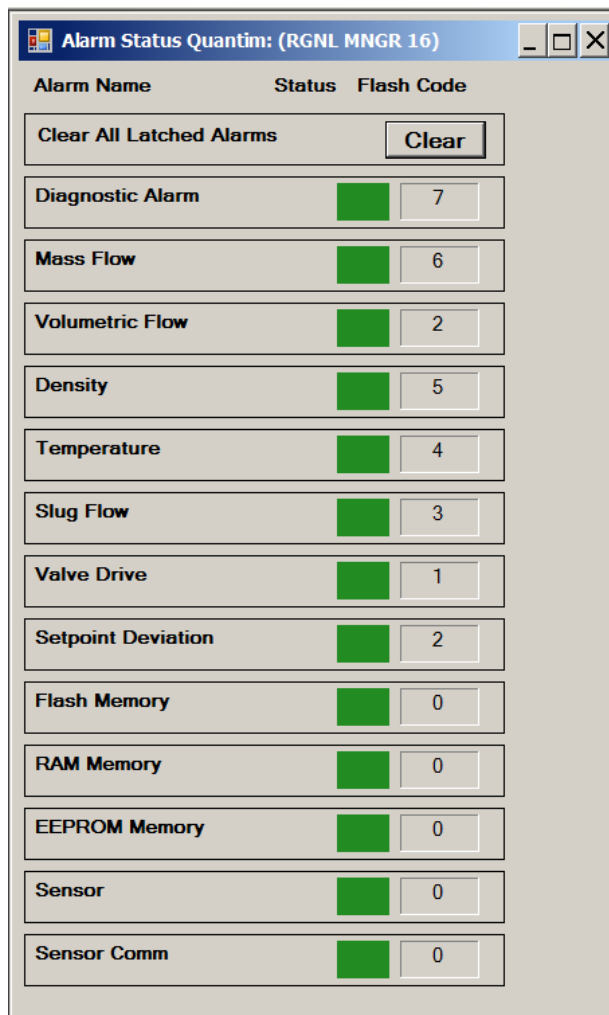 Alarm Status Quantim: (RGNL MNGR 16)
Alarm Name Status Flash Code
Clear All Latched Alarms Clear
Diagnostic Alarm 7
Mass Flow 6
Volumetric Flow 2
Density 5
Temperature 4
Slug Flow 3
Valve Drive 1
Setpoint Deviation 2
Flash Memory 0
RAM Memory 0
EEPROM Memory 0
Sensor 0
Sensor Comm 0